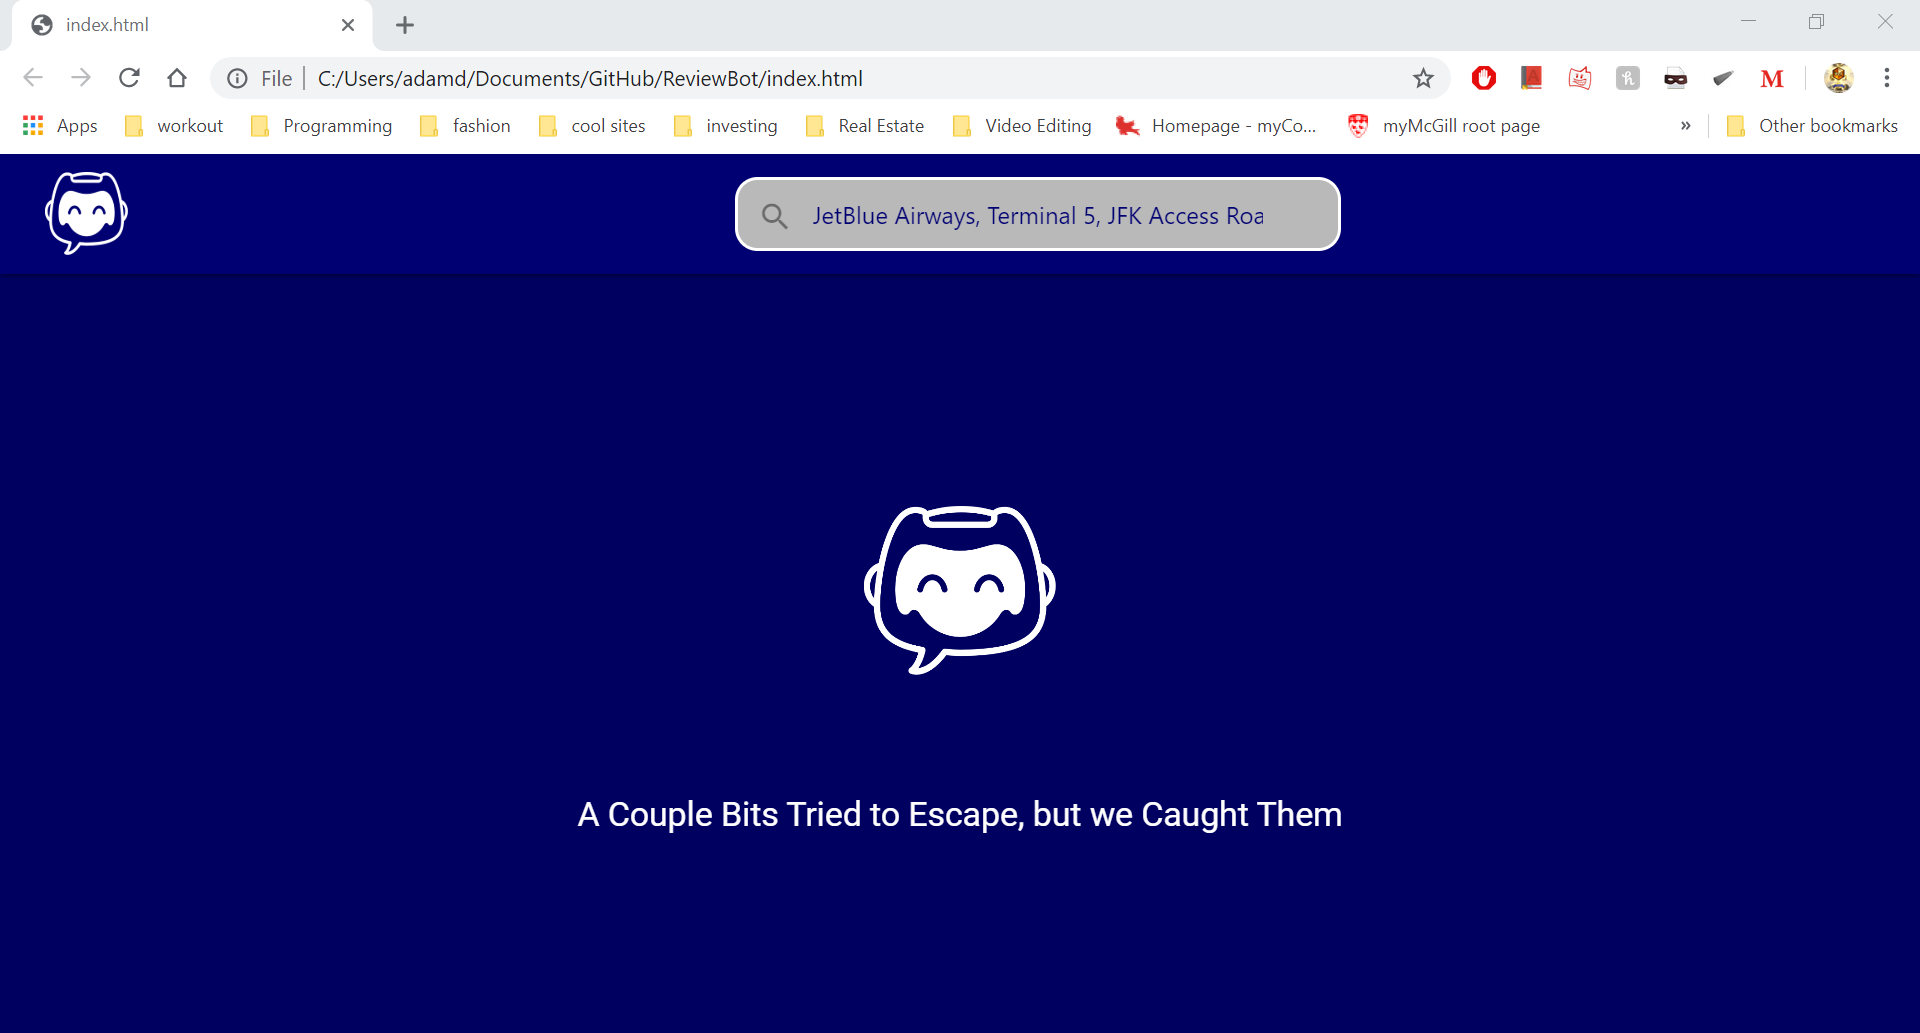 index.html
File C:/Users/adamd/Documents/GitHub/ReviewBot/index.html
Apps workout Programming fashion cool sites investing Real Estate Video Editing Homepage - myCo... myMcGill root page » Other bookmarks
JetBlue Airways, Terminal 5, JFK Access Roa
A Couple Bits Tried to Escape, but we Caught Them